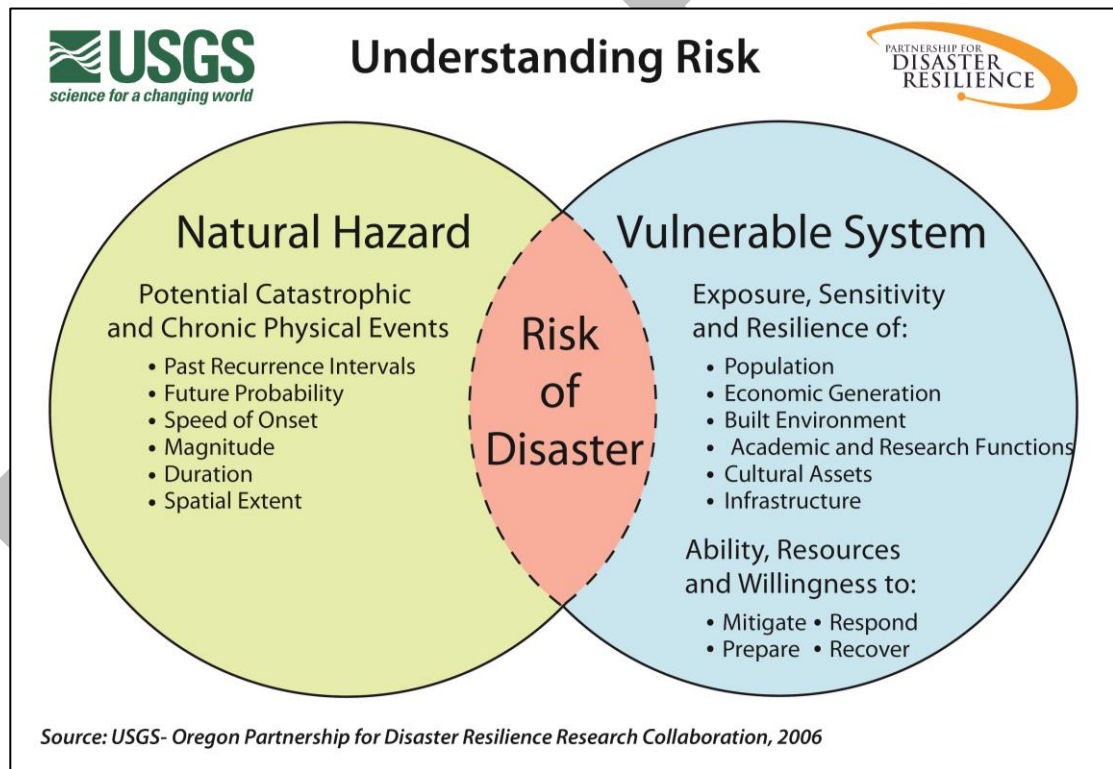 USGS
science for a changing world
Understanding Risk
PARTNERSHIP FOR
DISASTER
RESILIENCE
Natural Hazard
Potential Catastrophic
and Chronic Physical Events
• Past Recurrence Intervals
• Future Probability
• Speed of Onset
• Magnitude
• Duration
• Spatial Extent
Risk
of
Disaster
Vulnerable System
Exposure, Sensitivity
and Resilience of:
• Population
• Economic Generation
• Built Environment
• Academic and Research Functions
• Cultural Assets
• Infrastructure
Ability, Resources
and Willingness to:
• Mitigate • Respond
• Prepare • Recover
Source: USGS- Oregon Partnership for Disaster Resilience Research Collaboration, 2006